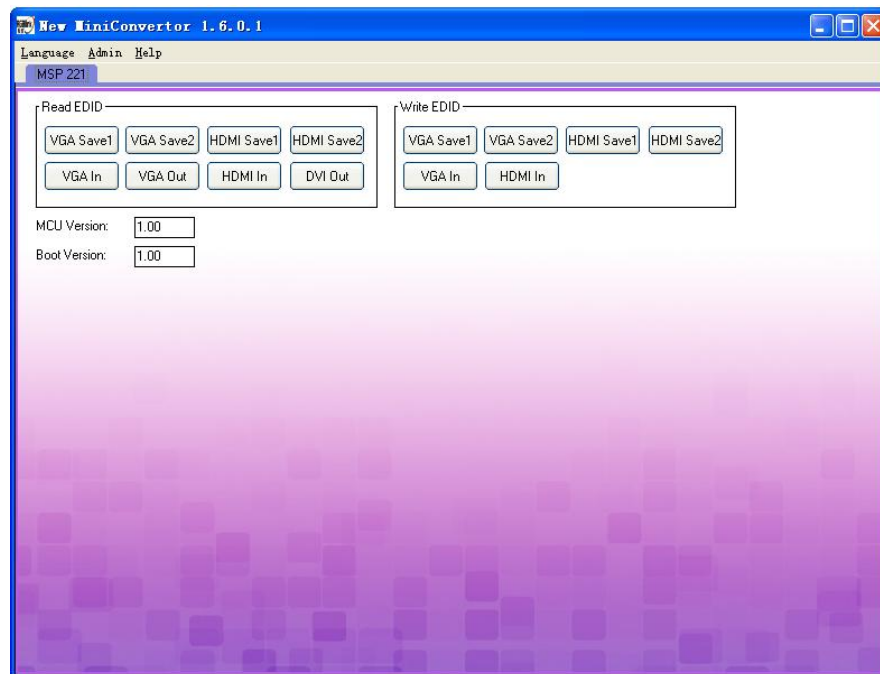 New MiniConvertor 1.6.0.1
Language Admin Help
MSP 221
Read EDID
VGA Save1 VGA Save2 HDMI Save1 HDMI Save2
VGA In VGA Out HDMI In DVI Out
Write EDID
VGA Save1 VGA Save2 HDMI Save1 HDMI Save2
VGA In HDMI In
MCU Version: 1.00
Boot Version: 1.00